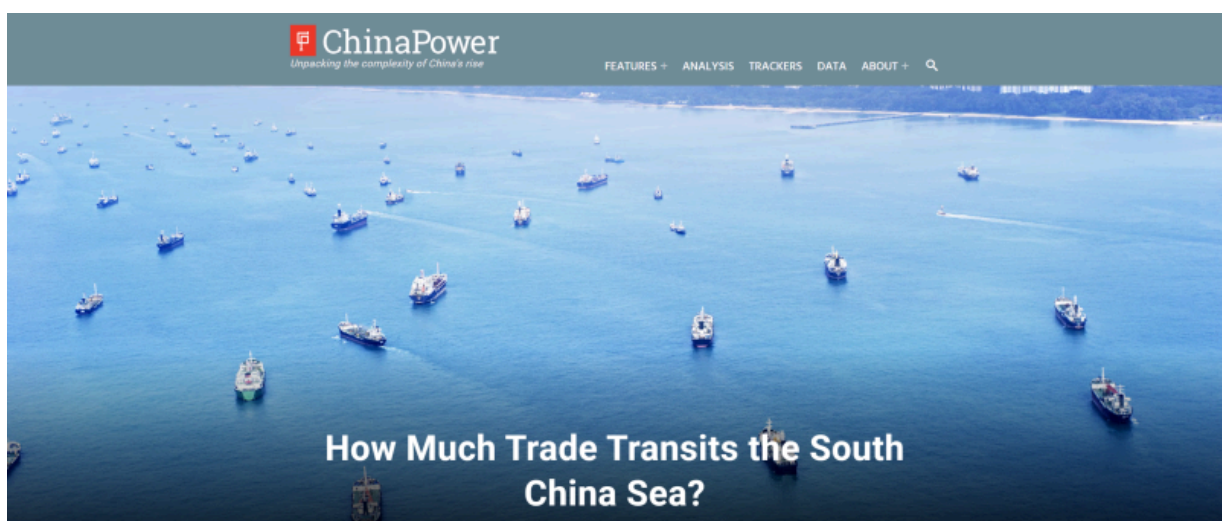 ChinaPower
Unpacking the complexity of China's rise
FEATURES + ANALYSIS TRACKERS DATA ABOUT +
How Much Trade Transits the South
China Sea?